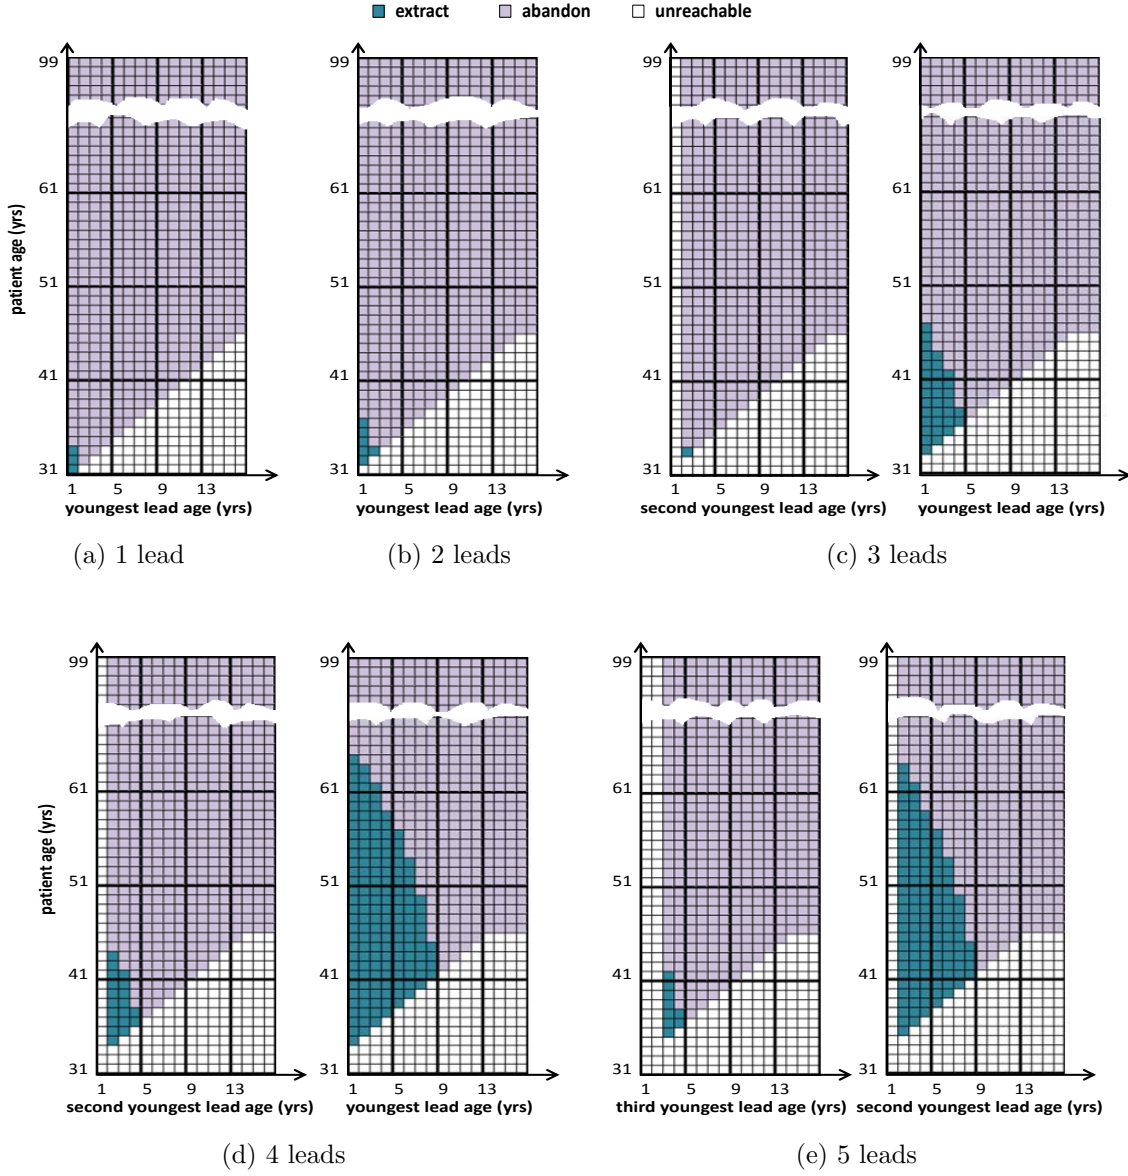 extract abandon unreachable
99 99 99 99
61 61 61 61
patient age (yrs)
51 51 51 51
41 41 41 41
31 31 31 31
1 5 9 13 1 5 9 13 1 5 9 13 1 5 9 13
youngest lead age (yrs) youngest lead age (yrs) second youngest lead age (yrs) youngest lead age (yrs)
(a) 1 lead (b) 2 leads (c) 3 leads
99 99 99 99
61 61 61 61
patient age (yrs)
51 51 51 51
41 41 41 41
31 31 31 31
1 5 9 13 1 5 9 13 1 5 9 13 1 5 9 13
second youngest lead age (yrs) youngest lead age (yrs) third youngest lead age (yrs) second youngest lead age (yrs)
(d) 4 leads (e) 5 leads